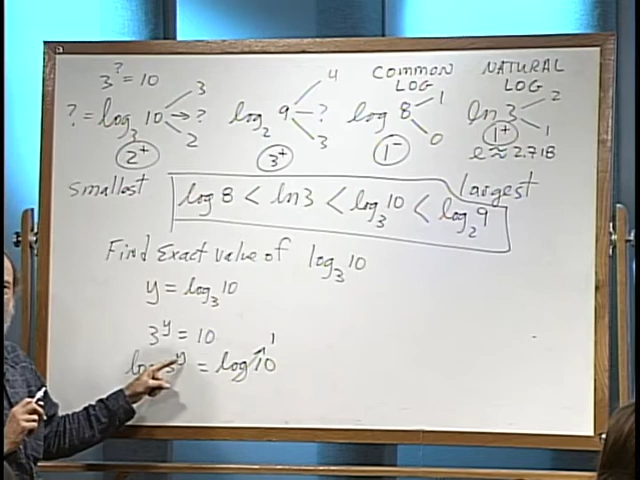 3^? = 10
COMMON LOG
NATURAL LOG
? = log₃ 10 → ? 3 2
log₂ 9 4 ? 3
log 8 1 0
ln 3 2 1
2⁺
3⁺
1⁻
1⁺
e ≈ 2.718
smallest
largest
log 8 < ln 3 < log₃ 10 < log₂ 9
Find Exact value of log₃ 10
y = log₃ 10
3^y = 10
3^y = log 10 1